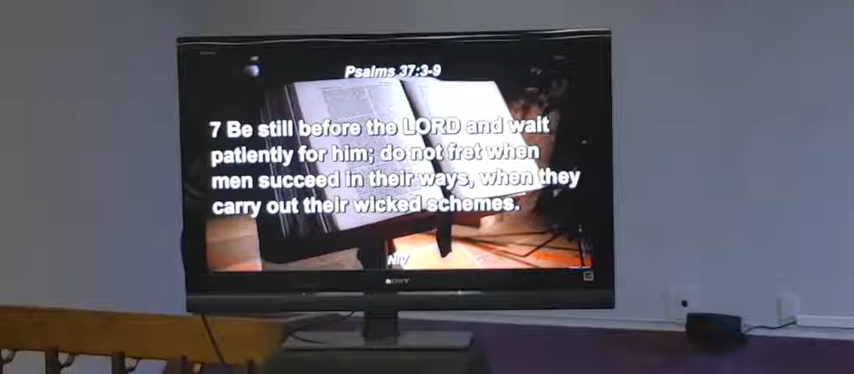 Psalms 37:3-9
7 Be still before the LORD and wait
patiently for him; do not fret when
men succeed in their ways, when they
carry out their wicked schemes.
NIV
SONY